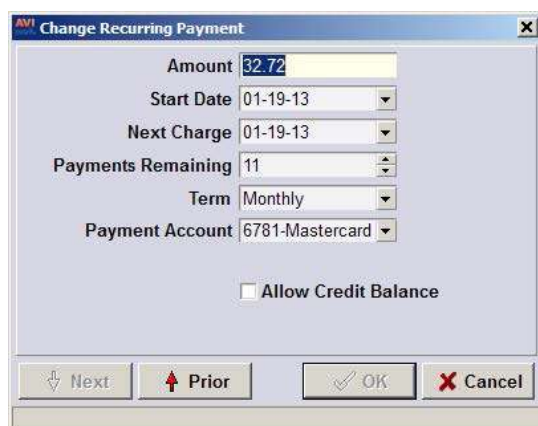 AVI Change Recurring Payment
Amount 32.72
Start Date 01-19-13
Next Charge 01-19-13
Payments Remaining 11
Term Monthly
Payment Account 6781-Mastercard
Allow Credit Balance
Next Prior OK Cancel